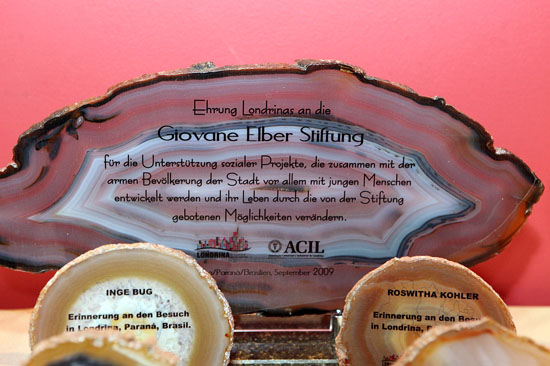 Ehrung Londrinas an die
Giovane Elber Stiftung
für die Unterstützung sozialer Projekte, die zusammen mit der
armen Bevölkerung der Stadt vor allem mit jungen Menschen
entwickelt werden und ihr Leben durch die von der Stiftung
gebotenen Möglichkeiten verändern.
LONDRINA
ACIL
/Paraná/Brasilien, September 2009
INGE BUG
Erinnerung an den Besuch
in Londrina, Paraná, Brasil.
ROSWITHA KOHLER
Erinnerung an den
in Londrina,